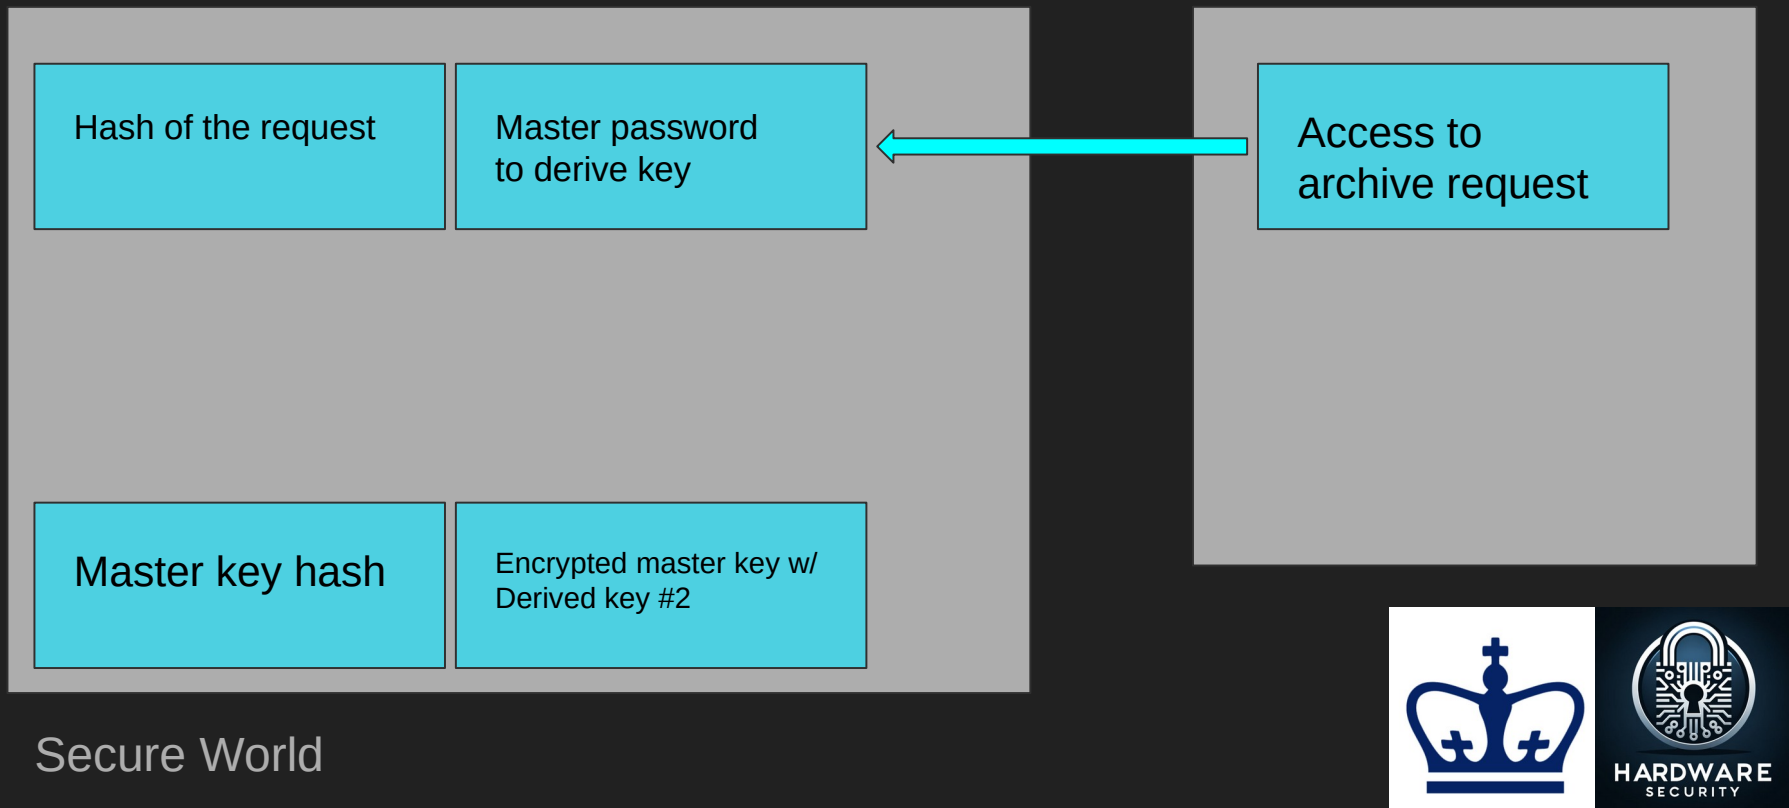 Hash of the request
Master password
to derive key
Access to
archive request
Master key hash
Encrypted master key w/
Derived key #2
Secure World
HARDWARE
SECURITY